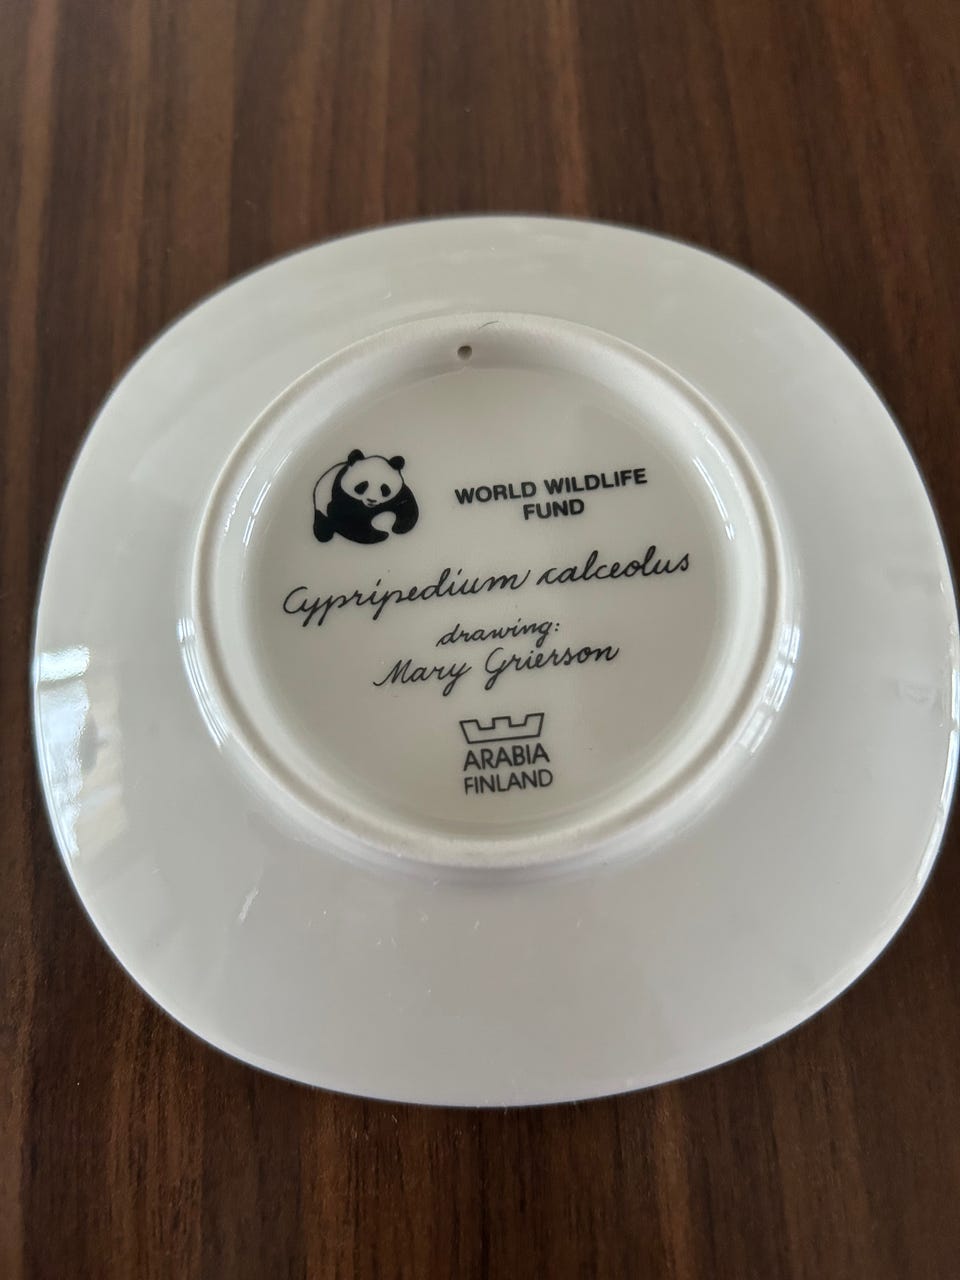 WORLD WILDLIFE
FUND
Cypripedium calceolus
drawing:
Mary Grierson
ARABIA
FINLAND